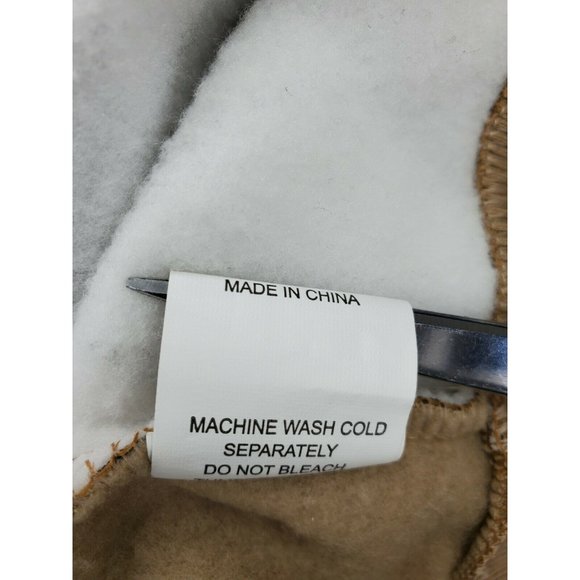 MADE IN CHINA
MACHINE WASH COLD
SEPARATELY
DO NOT BLEACH